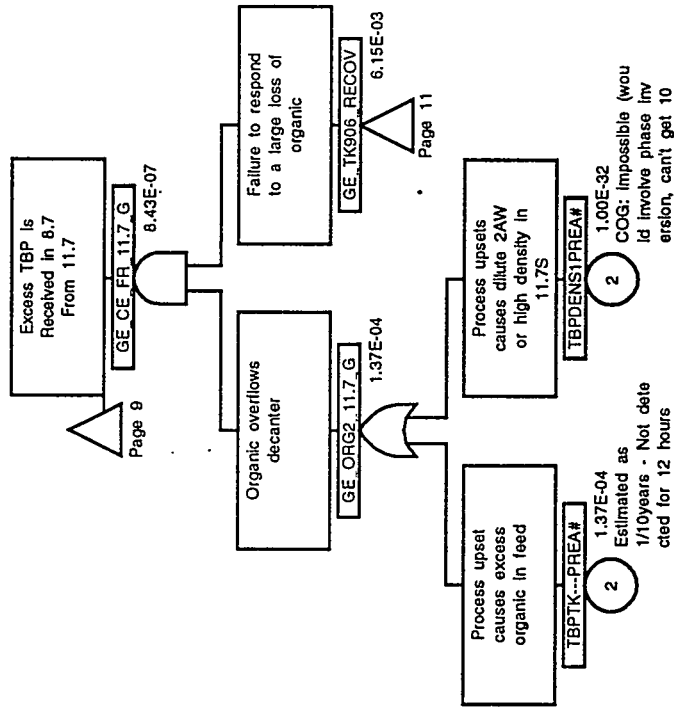 Excess TBP is
Received in 8.7
From 11.7
GE_CE_FR_11.7_G
8.43E-07
Page 9
Organic overflows
decanter
GE_ORG2_11.7_G
1.37E-04
Failure to respond
to a large loss of
organic
GE_TK906_RECOV
6.15E-03
Page 11
Process upset
causes excess
organic in feed
TBPTK---PREA#
1.37E-04
2
Estimated as
1/10years - Not dete
cted for 12 hours
Process upsets
causes dilute 2AW
or high density in
11.7S
TBPDENS1PREA#
1.00E-32
2
COG: Impossible (wou
ld involve phase inv
ersion, can't get 10